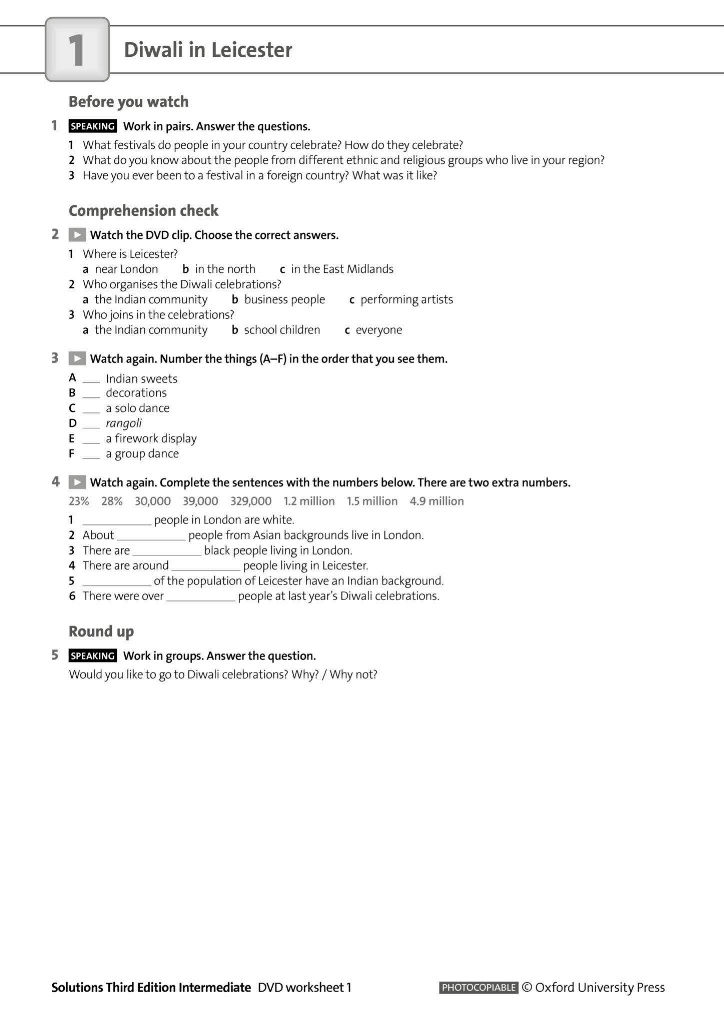 1 Diwali in Leicester
Before you watch
1 SPEAKING Work in pairs. Answer the questions.
1 What festivals do people in your country celebrate? How do they celebrate?
2 What do you know about the people from different ethnic and religious groups who live in your region?
3 Have you ever been to a festival in a foreign country? What was it like?
Comprehension check
2 Watch the DVD clip. Choose the correct answers.
1 Where is Leicester?
a near London b in the north c in the East Midlands
2 Who organises the Diwali celebrations?
a the Indian community b business people c performing artists
3 Who joins in the celebrations?
a the Indian community b school children c everyone
3 Watch again. Number the things (A–F) in the order that you see them.
A ___ Indian sweets
B ___ decorations
C ___ a solo dance
D ___ rangoli
E ___ a firework display
F ___ a group dance
4 Watch again. Complete the sentences with the numbers below. There are two extra numbers.
23% 28% 30,000 39,000 329,000 1.2 million 1.5 million 4.9 million
1 ____________ people in London are white.
2 About ____________ people from Asian backgrounds live in London.
3 There are ____________ black people living in London.
4 There are around ____________ people living in Leicester.
5 ____________ of the population of Leicester have an Indian background.
6 There were over ____________ people at last year's Diwali celebrations.
Round up
5 SPEAKING Work in groups. Answer the question.
Would you like to go to Diwali celebrations? Why? / Why not?
Solutions Third Edition Intermediate DVD worksheet 1 PHOTOCOPIABLE © Oxford University Press